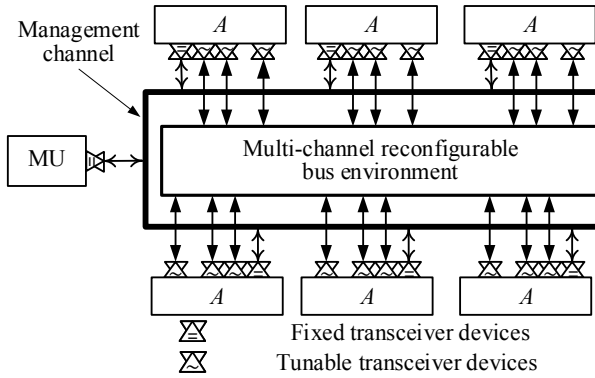 Management
channel
A
A
A
MU
Multi-channel reconfigurable
bus environment
A
A
A
Fixed transceiver devices
Tunable transceiver devices